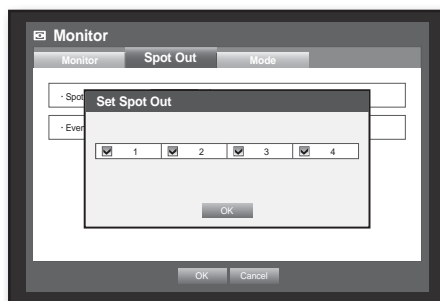 Monitor
Monitor Spot Out Mode
· Spot
Set Spot Out
· Even
1 2 3 4
OK
OK Cancel